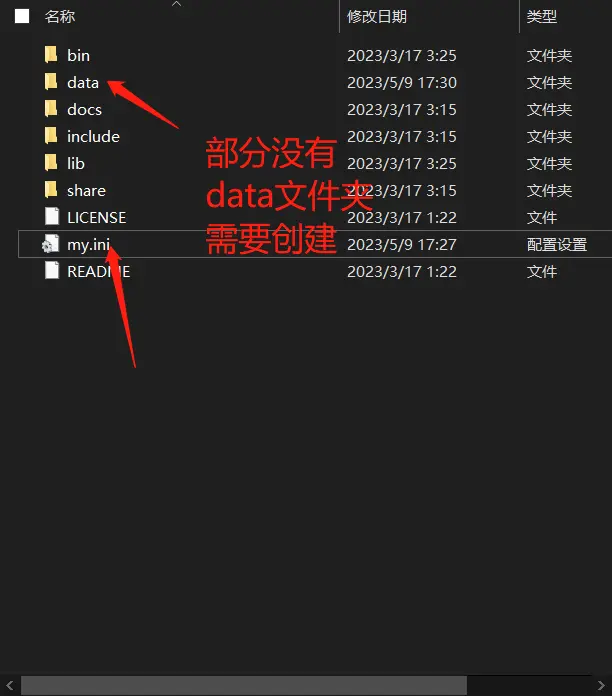 名称 修改日期 类型
bin 2023/3/17 3:25 文件夹
data 2023/5/9 17:30 文件夹
docs 2023/3/17 3:15 文件夹
include 2023/3/17 3:15 文件夹
部分没有
lib 2023/3/17 3:25 文件夹
share 2023/3/17 3:15 文件夹
data文件夹
LICENSE 2023/3/17 1:22 文件
my.ini 2023/5/9 17:27 配置设置
需要创建
README 2023/3/17 1:22 文件